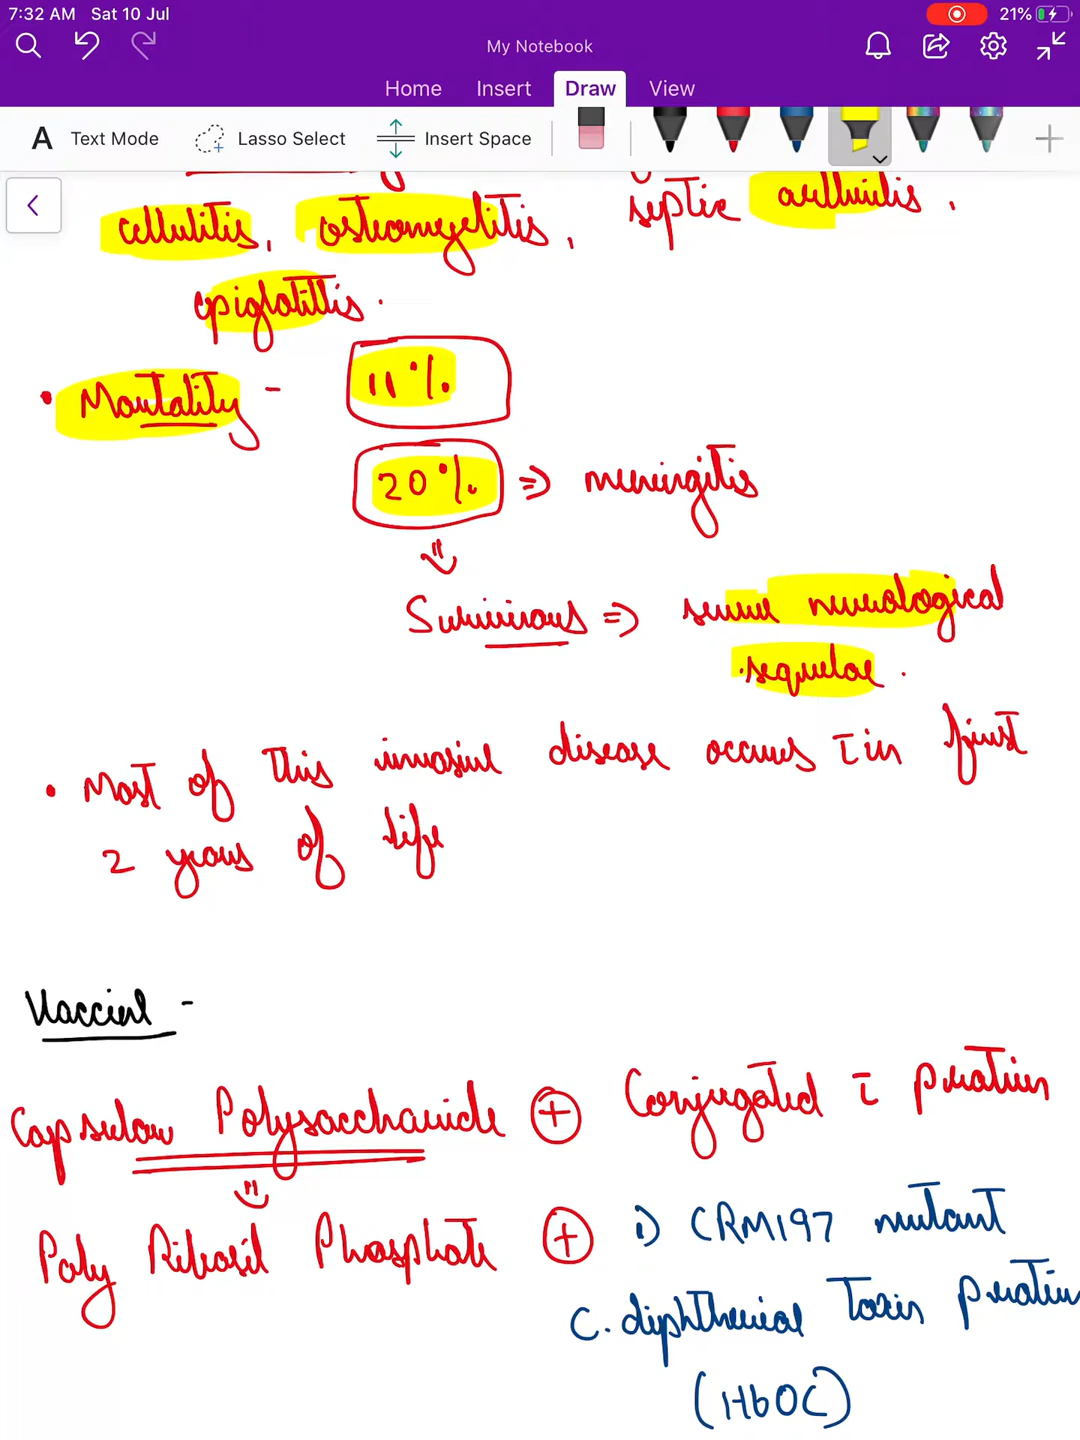 7:32 AM Sat 10 Jul 21%
My Notebook
Home Insert Draw View
A Text Mode Lasso Select Insert Space
cellulitis, osteomyelitis, septic arthritis,
epiglottitis.
• Mortality - 11%
20% => meningitis
Survivors => severe neurological
sequelae.
• Most of this invasive disease occurs in first
2 years of life
Vaccine -
Capsular Polysaccharide + Conjugated c̅ protein
Poly Ribosil Phosphate + 1) CRM197 mutant
C. diphtheriae Toxin protein
(HbOC)